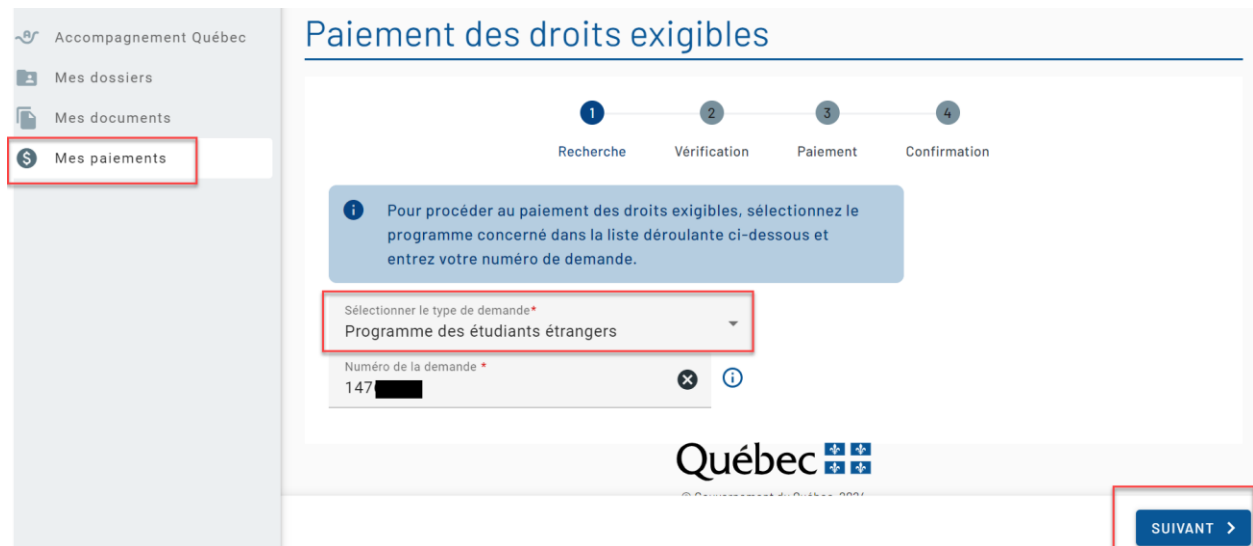 Accompagnement Québec
Mes dossiers
Mes documents
Mes paiements
Paiement des droits exigibles
1 2 3 4
Recherche Vérification Paiement Confirmation
Pour procéder au paiement des droits exigibles, sélectionnez le
programme concerné dans la liste déroulante ci-dessous et
entrez votre numéro de demande.
Sélectionner le type de demande*
Programme des étudiants étrangers
Numéro de la demande *
147
Québec
SUIVANT